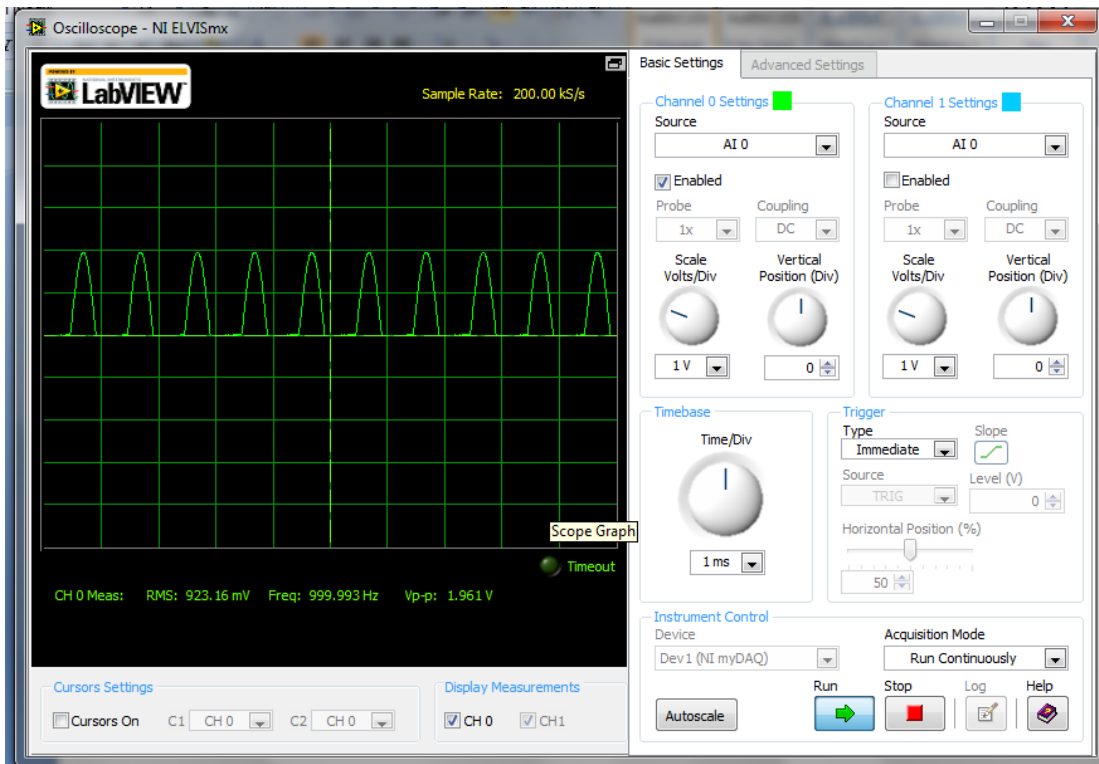 Oscilloscope - NI ELVISmx
POWERED BY
NATIONAL INSTRUMENTS
LabVIEW
Sample Rate: 200.00 kS/s
Scope Graph
Timeout
CH 0 Meas: RMS: 923.16 mV Freq: 999.993 Hz Vp-p: 1.961 V
Cursors Settings
Cursors On C1 CH 0 C2 CH 0
Display Measurements
CH 0 CH1
Basic Settings Advanced Settings
Channel 0 Settings
Source
AI 0
Enabled
Probe Coupling
1x DC
Scale Vertical
Volts/Div Position (Div)
1 V 0
Channel 1 Settings
Source
AI 0
Enabled
Probe Coupling
1x DC
Scale Vertical
Volts/Div Position (Div)
1 V 0
Timebase
Time/Div
1 ms
Trigger
Type Slope
Immediate
Source Level (V)
TRIG 0
Horizontal Position (%)
50
Instrument Control
Device Acquisition Mode
Dev1 (NI myDAQ) Run Continuously
Run Stop Log Help
Autoscale